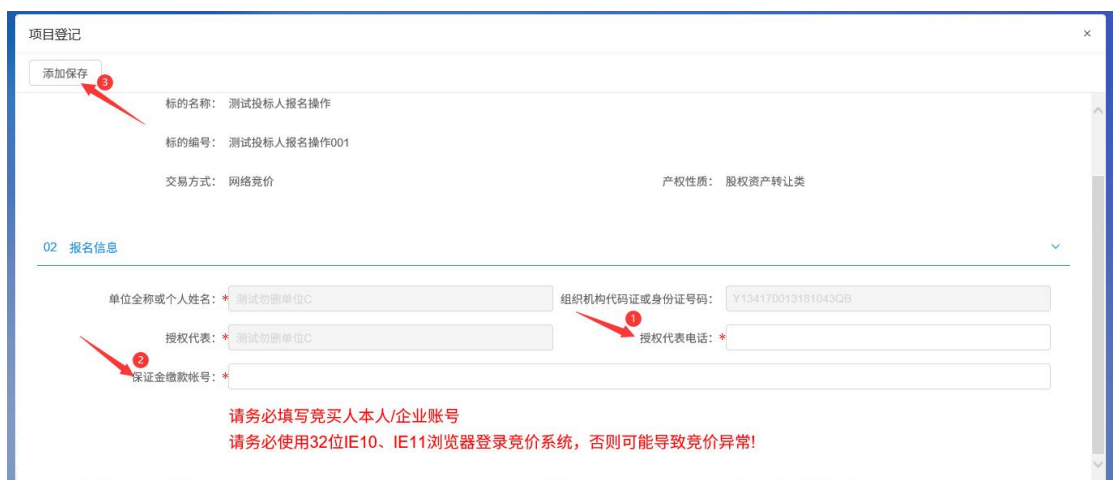 项目登记 ×
添加保存 3
标的名称： 测试投标人报名操作
标的编号： 测试投标人报名操作001
交易方式： 网络竞价 产权性质： 股权资产转让类
02 报名信息
单位全称或个人姓名：* 测试勿删单位C 组织机构代码证或身份证号码： Y134170013181043QB
1
授权代表：* 测试勿删单位C 授权代表电话：*
2
保证金缴款帐号：*
请务必填写竞买人本人/企业账号
请务必使用32位IE10、IE11浏览器登录竞价系统，否则可能导致竞价异常!